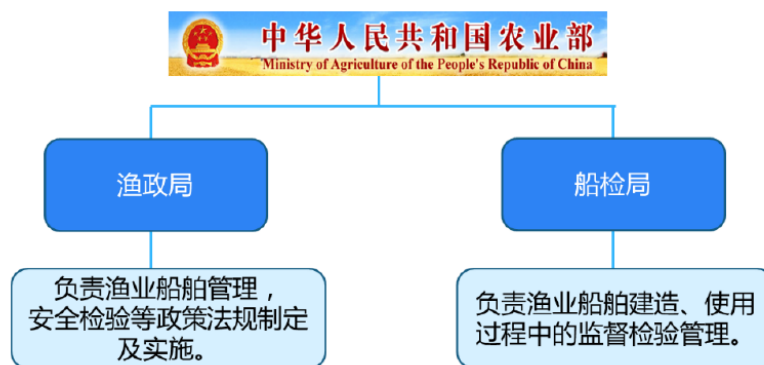 中华人民共和国农业部
Ministry of Agriculture of the People's Republic of China
渔政局
船检局
负责渔业船舶管理，
安全检验等政策法规制定
及实施。
负责渔业船舶建造、使用
过程中的监督检验管理。